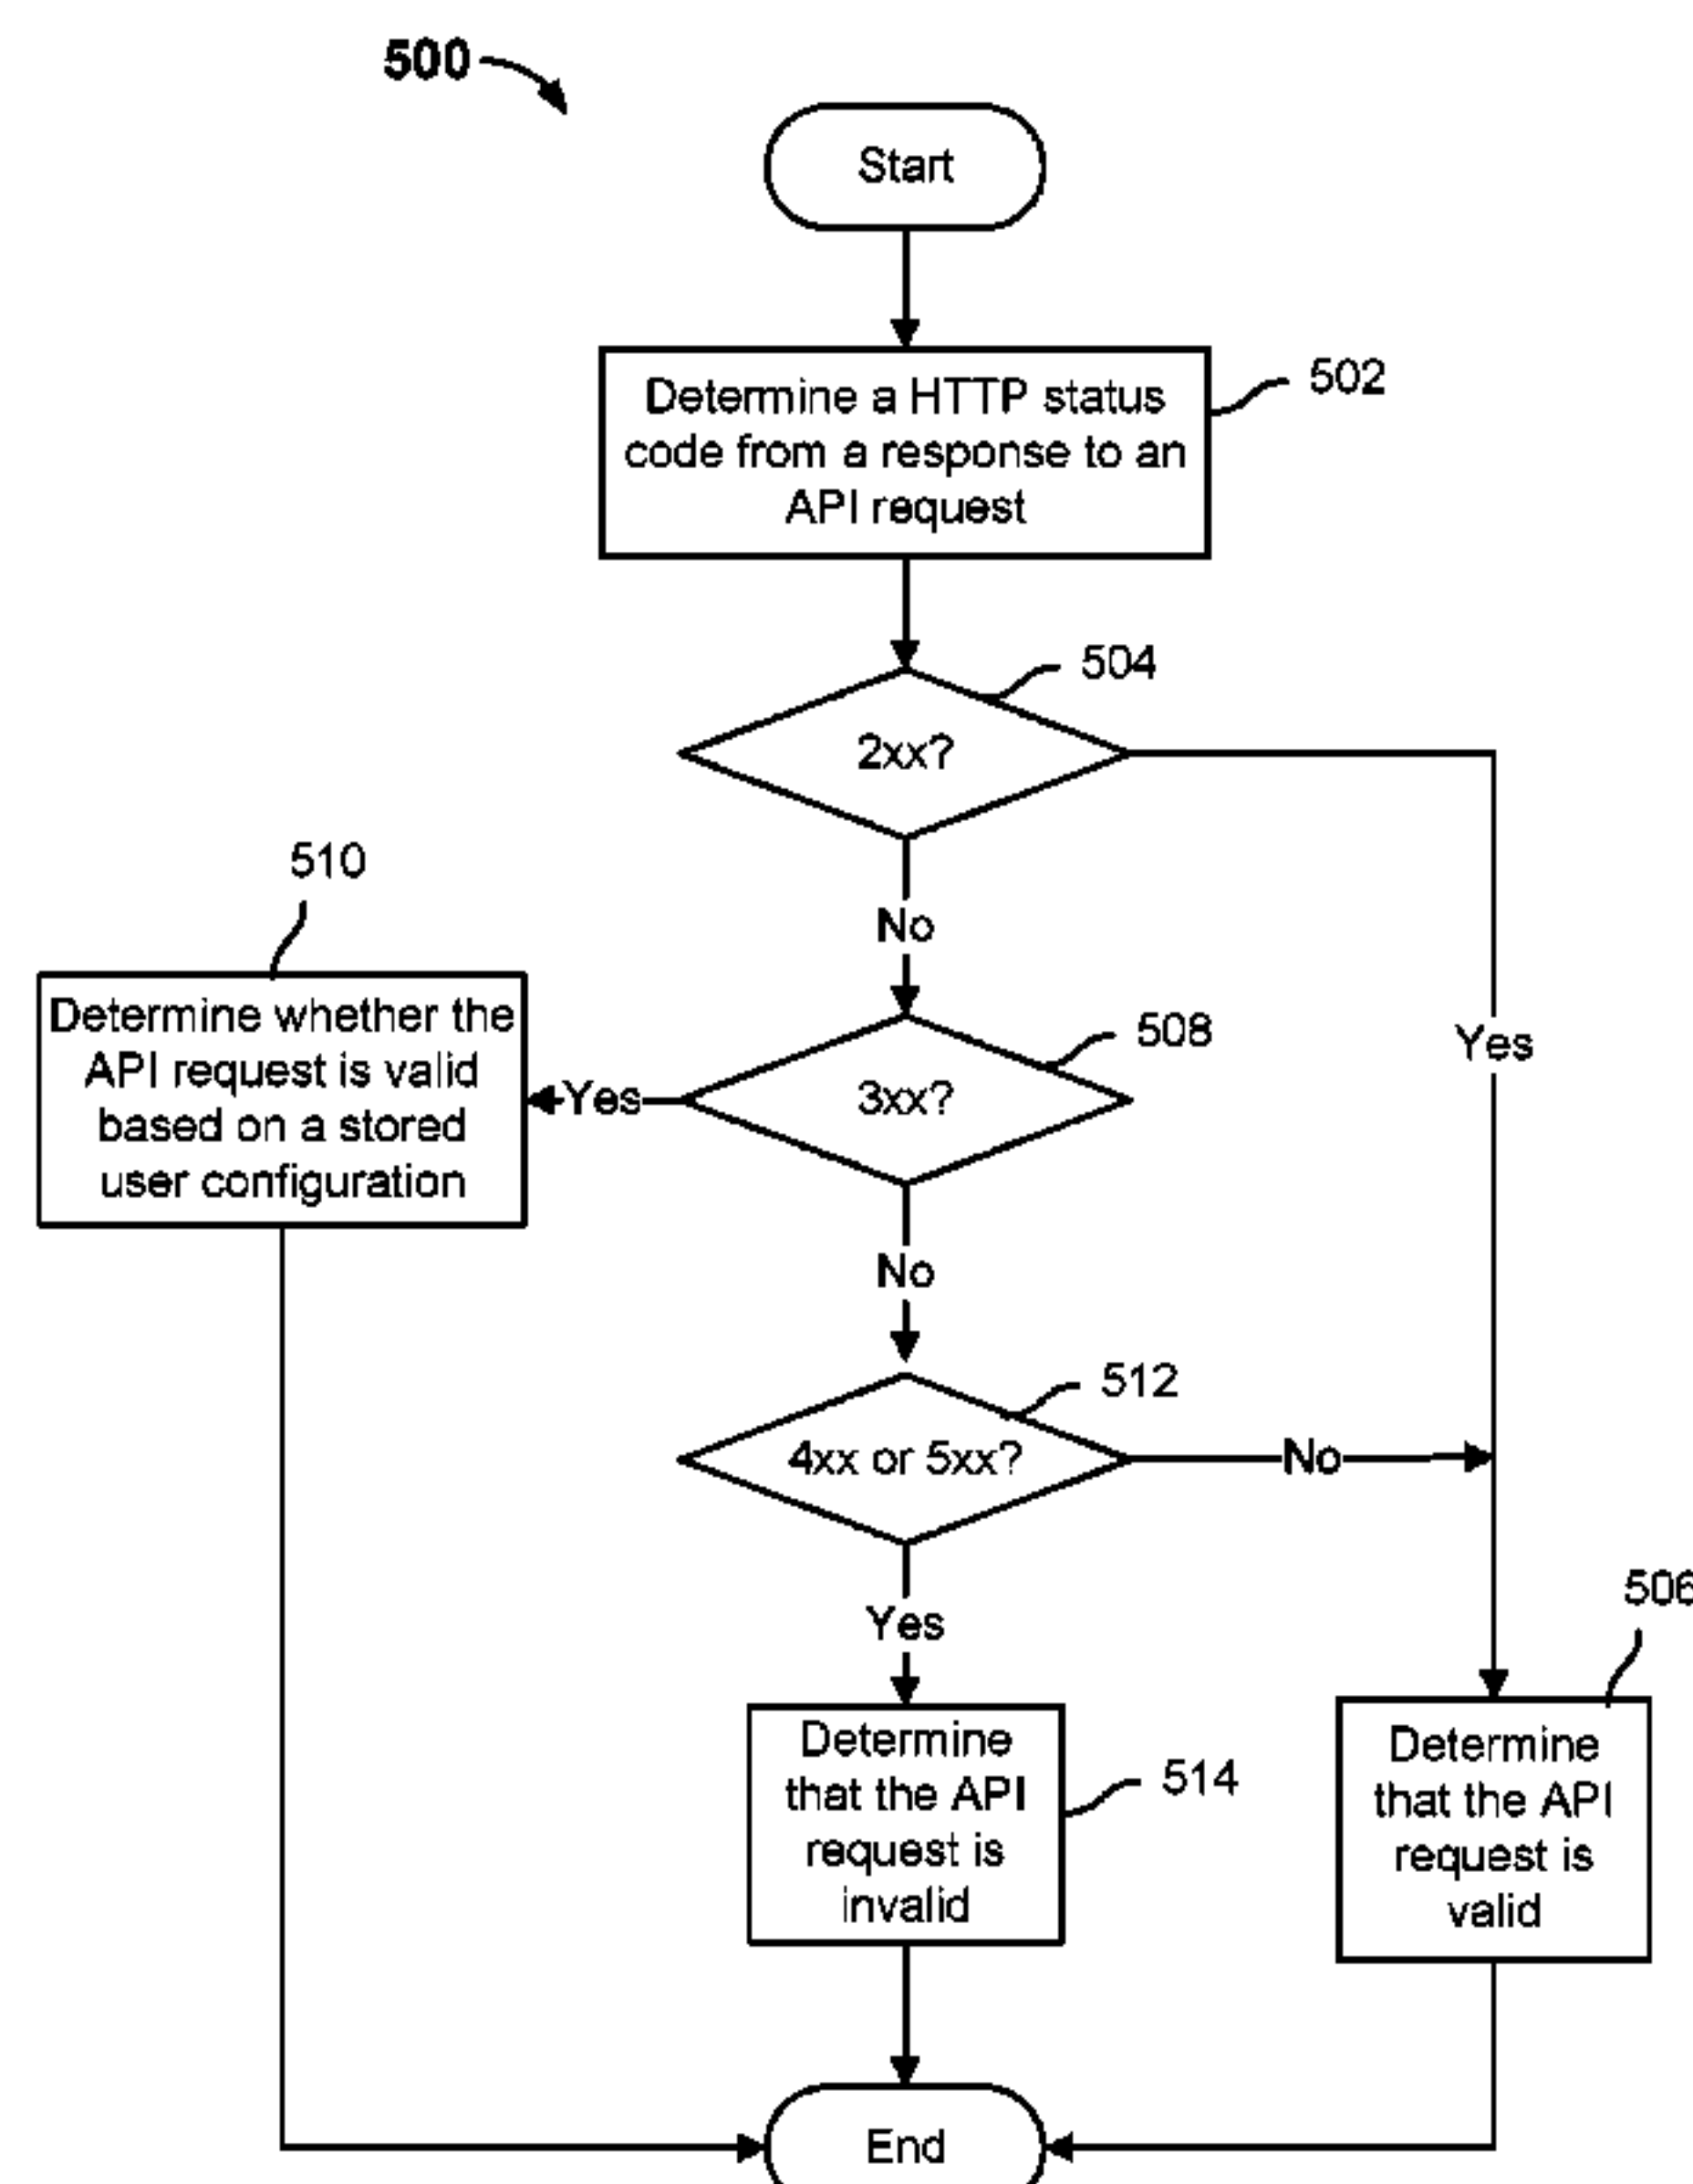 500
Start
Determine a HTTP status
code from a response to an
API request
502
2xx?
504
No
Yes
510
Determine whether the
API request is valid
based on a stored
user configuration
Yes
3xx?
508
No
4xx or 5xx?
512
No
Yes
506
Determine
that the API
request is
invalid
514
Determine
that the API
request is
valid
End